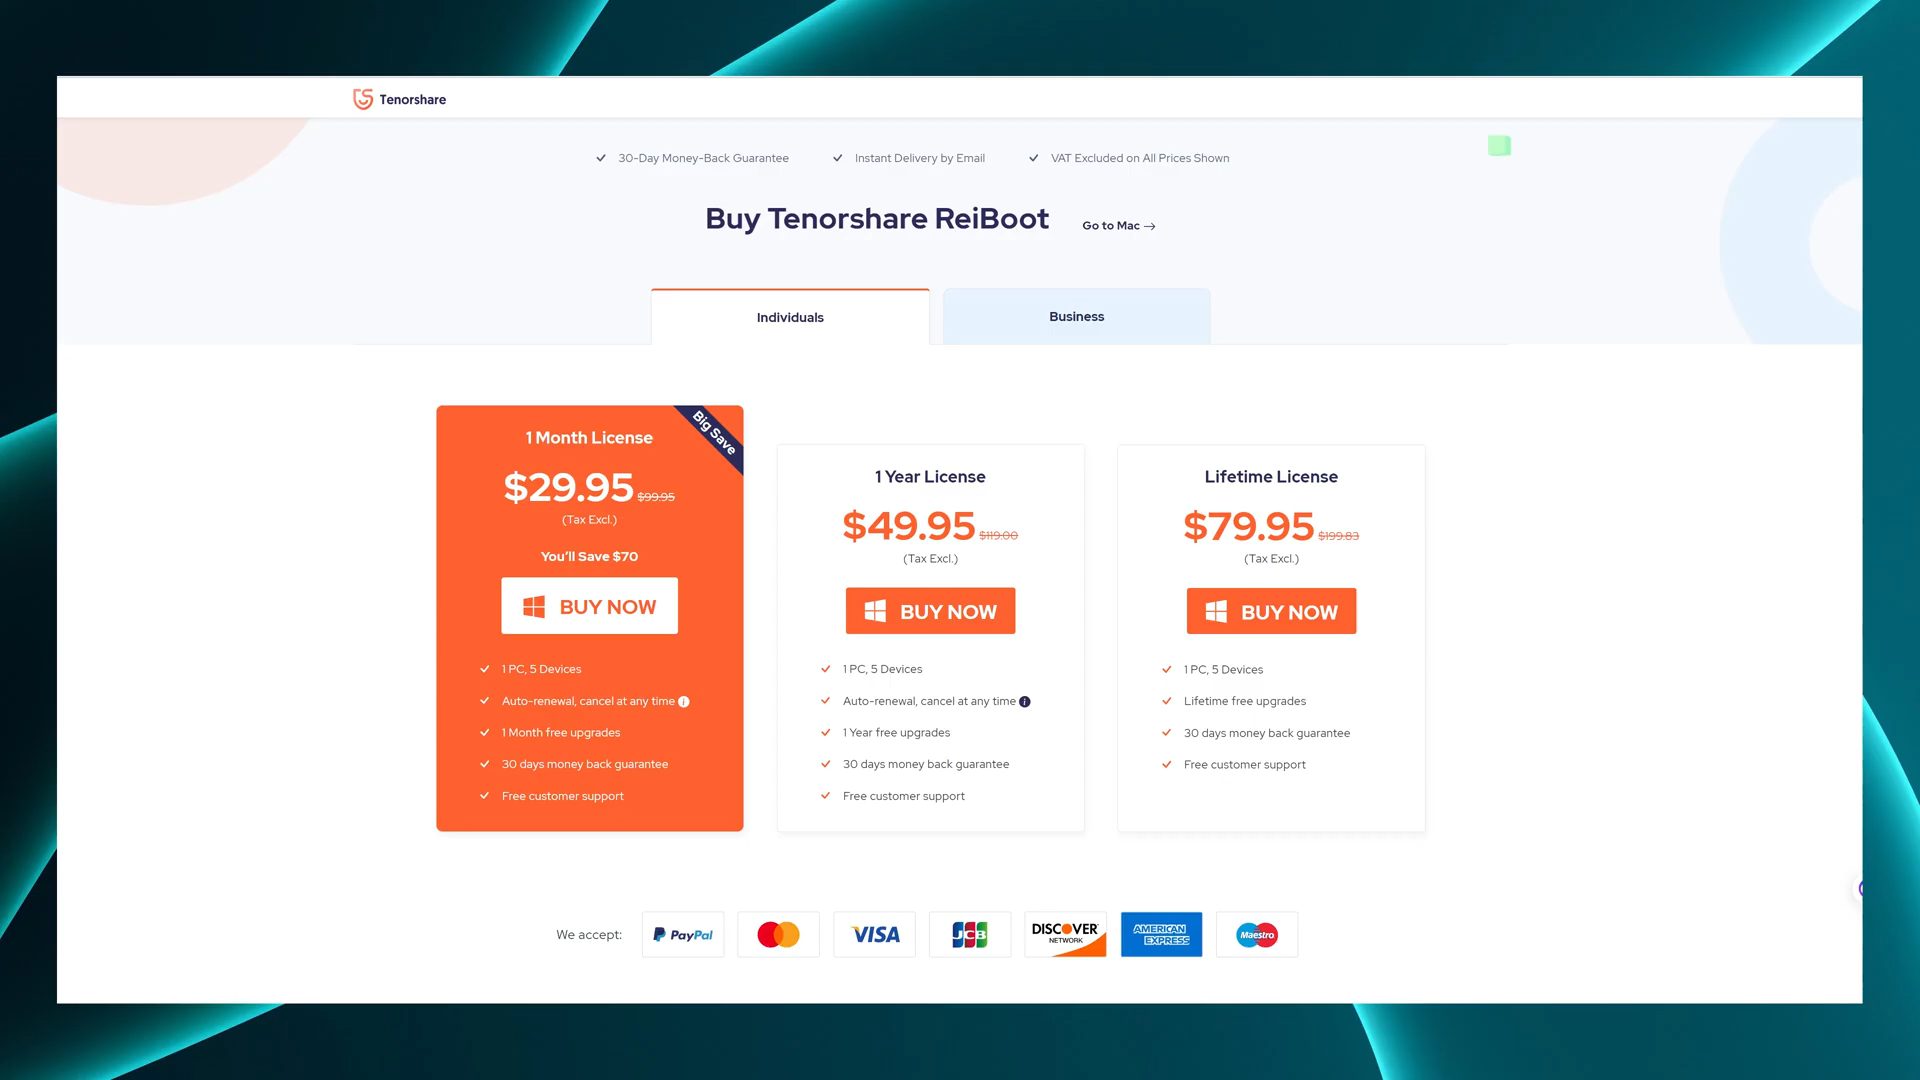 Tenorshare
30-Day Money-Back Guarantee
Instant Delivery by Email
VAT Excluded on All Prices Shown
Buy Tenorshare ReiBoot
Go to Mac →
Individuals
Business
Big Save
1 Month License
$29.95 $99.95
(Tax Excl.)
You'll Save $70
BUY NOW
1 PC, 5 Devices
Auto-renewal, cancel at any time i
1 Month free upgrades
30 days money back guarantee
Free customer support
1 Year License
$49.95 $119.00
(Tax Excl.)
BUY NOW
1 PC, 5 Devices
Auto-renewal, cancel at any time i
1 Year free upgrades
30 days money back guarantee
Free customer support
Lifetime License
$79.95 $199.83
(Tax Excl.)
BUY NOW
1 PC, 5 Devices
Lifetime free upgrades
30 days money back guarantee
Free customer support
We accept:
PayPal
VISA
JCB
DISCOVER
NETWORK
AMERICAN
EXPRESS
Maestro